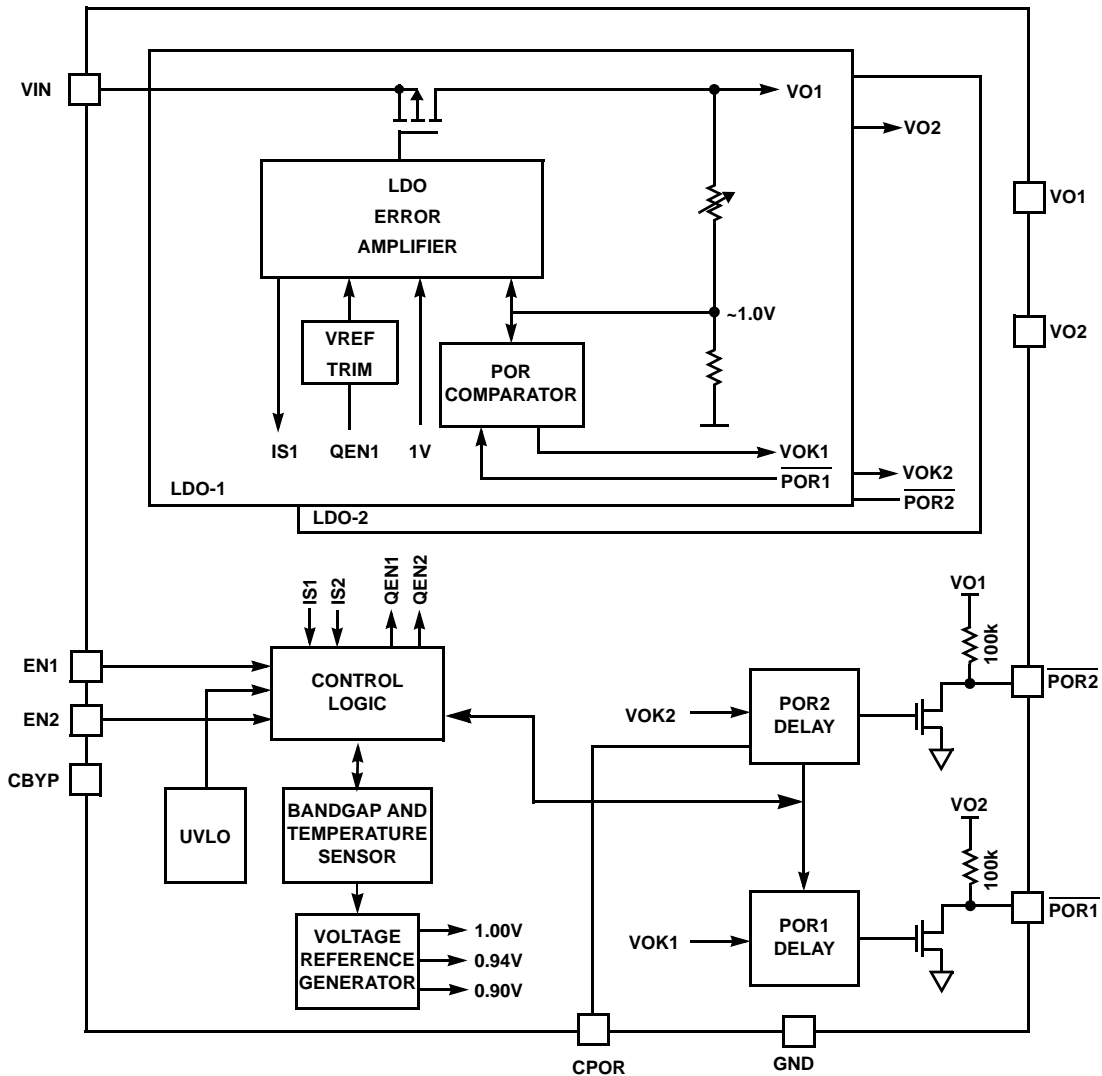 VIN
VO1
VO2
LDO
ERROR
AMPLIFIER
VO1
~1.0V
VREF
TRIM
POR
COMPARATOR
VO2
IS1
QEN1
1V
VOK1
POR1
VOK2
POR2
LDO-1
LDO-2
IS1
IS2
QEN1
QEN2
VO1
100k
EN1
CONTROL
LOGIC
POR2
DELAY
POR2
EN2
VOK2
CBYP
UVLO
BANDGAP AND
TEMPERATURE
SENSOR
VO2
100k
POR1
DELAY
POR1
VOLTAGE
REFERENCE
GENERATOR
1.00V
0.94V
0.90V
VOK1
CPOR
GND